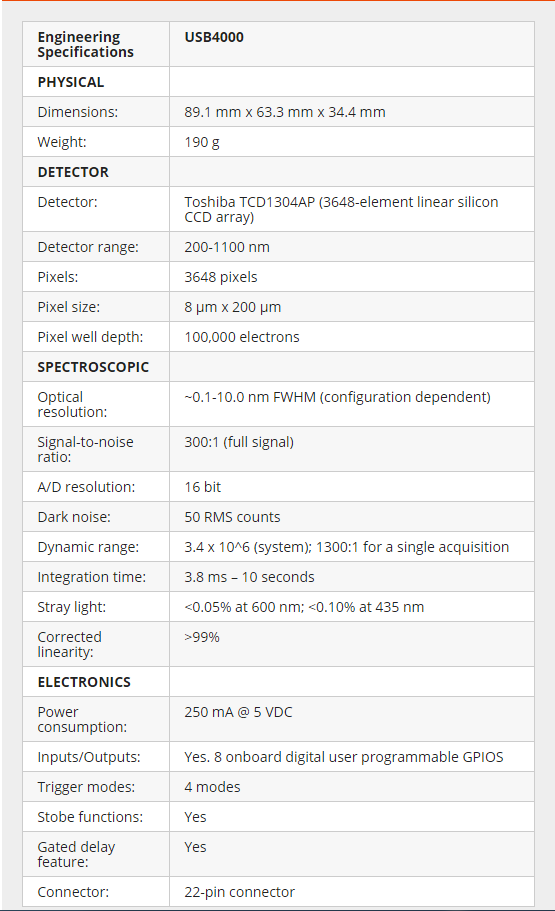 Engineering Specifications USB4000
PHYSICAL
Dimensions: 89.1 mm x 63.3 mm x 34.4 mm
Weight: 190 g
DETECTOR
Detector: Toshiba TCD1304AP (3648-element linear silicon
CCD array)
Detector range: 200-1100 nm
Pixels: 3648 pixels
Pixel size: 8 μm x 200 μm
Pixel well depth: 100,000 electrons
SPECTROSCOPIC
Optical
resolution: ~0.1-10.0 nm FWHM (configuration dependent)
Signal-to-noise
ratio: 300:1 (full signal)
A/D resolution: 16 bit
Dark noise: 50 RMS counts
Dynamic range: 3.4 x 10^6 (system); 1300:1 for a single acquisition
Integration time: 3.8 ms – 10 seconds
Stray light: <0.05% at 600 nm; <0.10% at 435 nm
Corrected
linearity: >99%
ELECTRONICS
Power
consumption: 250 mA @ 5 VDC
Inputs/Outputs: Yes. 8 onboard digital user programmable GPIOS
Trigger modes: 4 modes
Stobe functions: Yes
Gated delay
feature: Yes
Connector: 22-pin connector